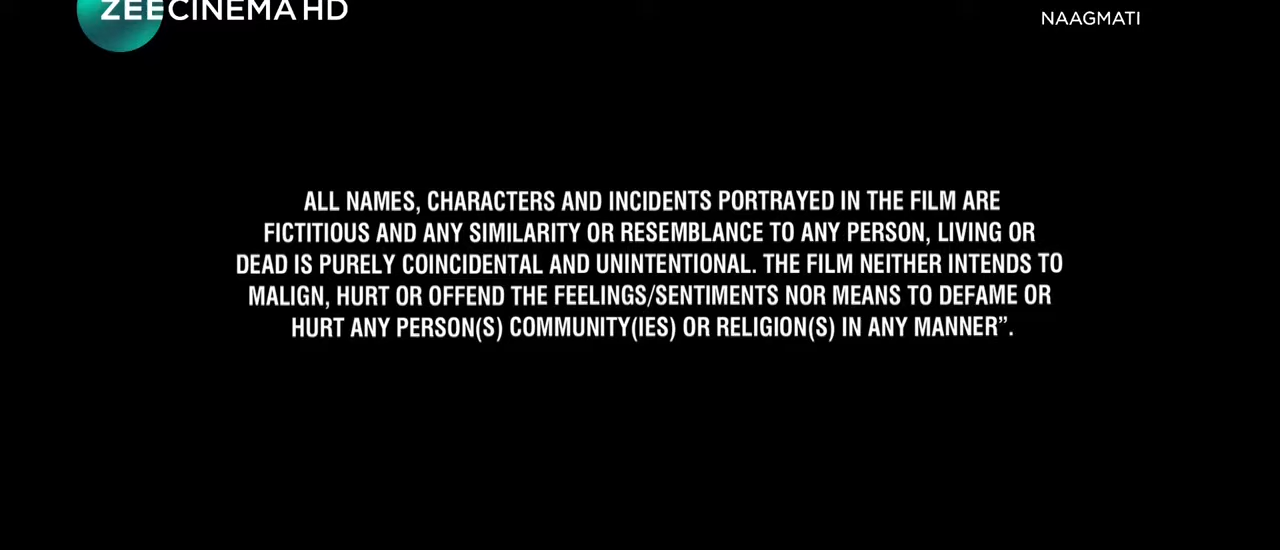 ZEECINEMA HD
NAAGMATI
ALL NAMES, CHARACTERS AND INCIDENTS PORTRAYED IN THE FILM ARE
FICTITIOUS AND ANY SIMILARITY OR RESEMBLANCE TO ANY PERSON, LIVING OR
DEAD IS PURELY COINCIDENTAL AND UNINTENTIONAL. THE FILM NEITHER INTENDS TO
MALIGN, HURT OR OFFEND THE FEELINGS/SENTIMENTS NOR MEANS TO DEFAME OR
HURT ANY PERSON(S) COMMUNITY(IES) OR RELIGION(S) IN ANY MANNER”.